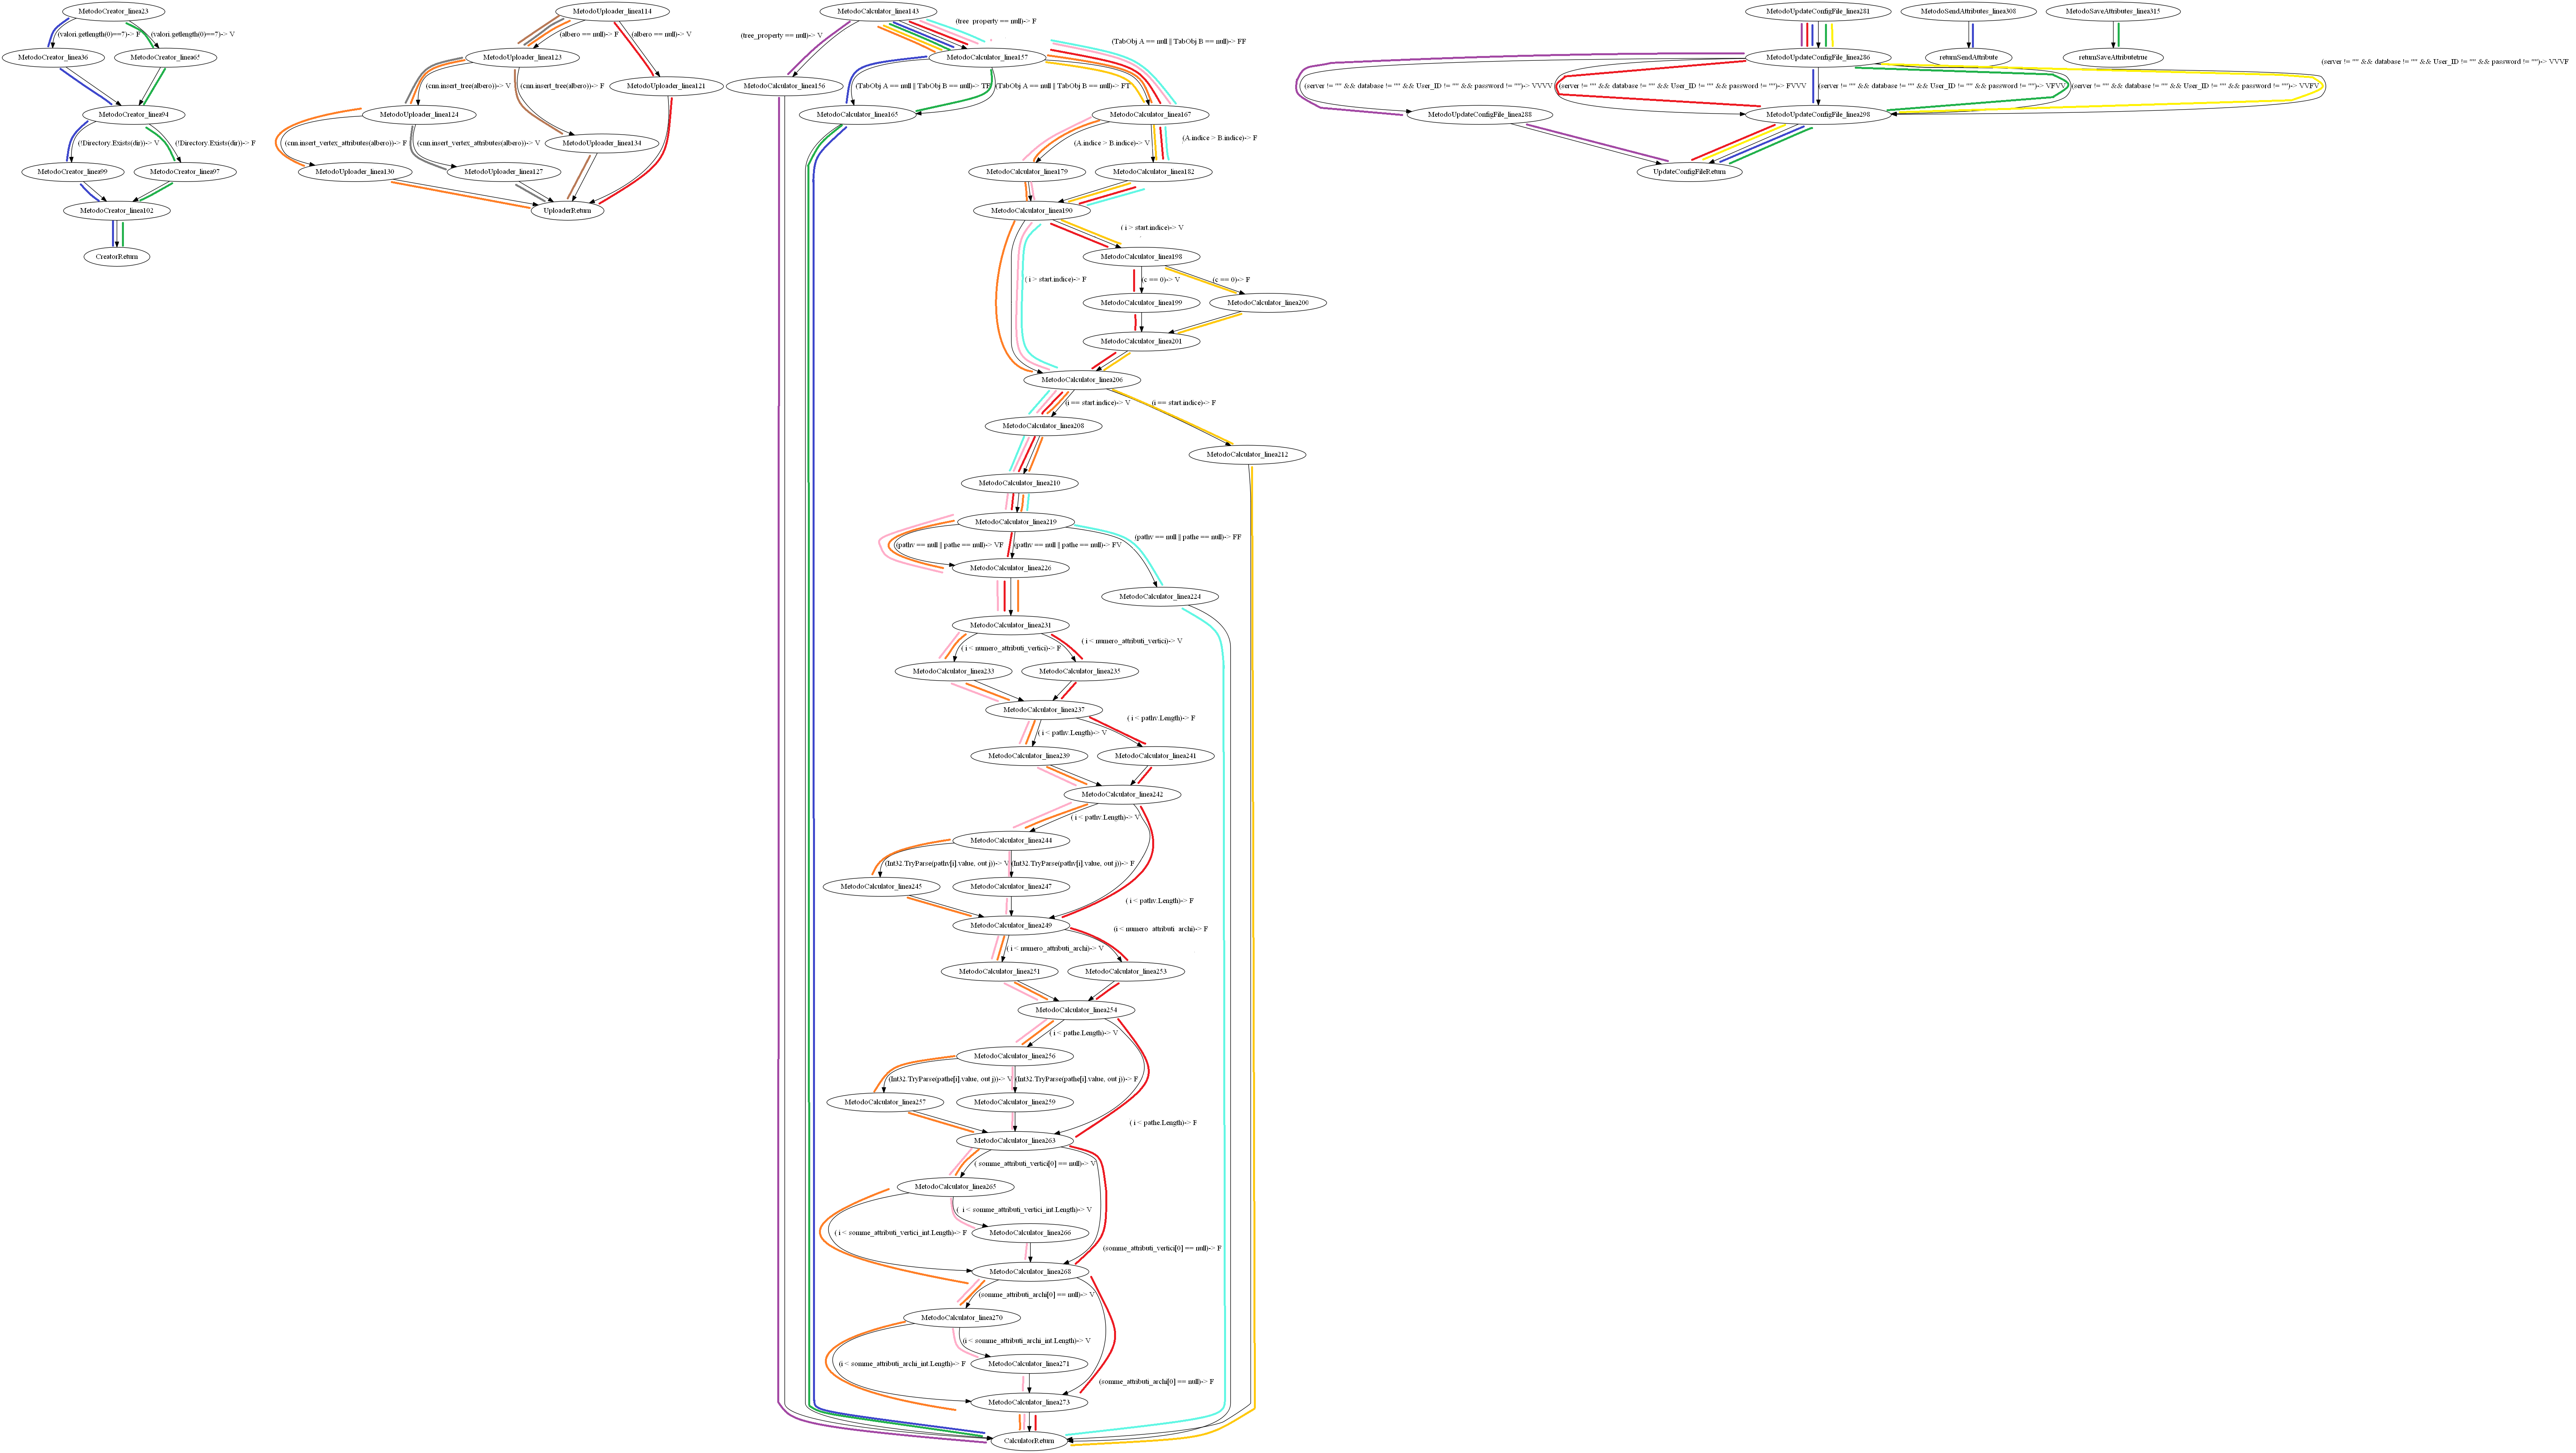 MetodoCreator_linea23
(valori.getlength(0)==7)-> F
(valori.getlength(0)==7)-> V
MetodoCreator_linea36
MetodoCreator_linea65
MetodoCreator_linea94
(!Directory.Exists(dir))-> V
(!Directory.Exists(dir))-> F
MetodoCreator_linea99
MetodoCreator_linea97
MetodoCreator_linea102
CreatorReturn
MetodoUploader_linea114
(albero == null)-> F
(albero == null)-> V
MetodoUploader_linea123
MetodoUploader_linea121
(cnn.insert_tree(albero))-> V
(cnn.insert_tree(albero))-> F
MetodoUploader_linea124
MetodoUploader_linea134
(cnn.insert_vertex_attributes(albero))-> F
(cnn.insert_vertex_attributes(albero))-> V
MetodoUploader_linea130
MetodoUploader_linea127
UploaderReturn
MetodoCalculator_linea143
(tree_property == null)-> V
(tree_property == null)-> F
MetodoCalculator_linea157
(TabObj A == null || TabObj B == null)-> FF
MetodoCalculator_linea156
(TabObj A == null || TabObj B == null)-> TF
(TabObj A == null || TabObj B == null)-> FT
MetodoCalculator_linea165
MetodoCalculator_linea167
(A.indice > B.indice)-> V
(A.indice > B.indice)-> F
MetodoCalculator_linea179
MetodoCalculator_linea182
MetodoCalculator_linea190
( i > start.indice)-> V
( i > start.indice)-> F
MetodoCalculator_linea198
(c == 0)-> V
(c == 0)-> F
MetodoCalculator_linea199
MetodoCalculator_linea200
MetodoCalculator_linea201
MetodoCalculator_linea206
(i == start.indice)-> V
(i == start.indice)-> F
MetodoCalculator_linea208
MetodoCalculator_linea212
MetodoCalculator_linea210
MetodoCalculator_linea219
(pathv == null || pathe == null)-> VF
(pathv == null || pathe == null)-> FV
(pathv == null || pathe == null)-> FF
MetodoCalculator_linea226
MetodoCalculator_linea224
MetodoCalculator_linea231
( i < numero_attributi_vertici)-> F
( i < numero_attributi_vertici)-> V
MetodoCalculator_linea233
MetodoCalculator_linea235
MetodoCalculator_linea237
( i < pathv.Length)-> V
( i < pathv.Length)-> F
MetodoCalculator_linea239
MetodoCalculator_linea241
MetodoCalculator_linea242
( i < pathv.Length)-> V
MetodoCalculator_linea244
(Int32.TryParse(pathv[i].value, out j))-> V
(Int32.TryParse(pathv[i].value, out j))-> F
MetodoCalculator_linea245
MetodoCalculator_linea247
( i < pathv.Length)-> F
MetodoCalculator_linea249
( i < numero_attributi_archi)-> V
(i < numero_attributi_archi)-> F
MetodoCalculator_linea251
MetodoCalculator_linea253
MetodoCalculator_linea254
( i < pathe.Length)-> V
MetodoCalculator_linea256
(Int32.TryParse(pathe[i].value, out j))-> V
(Int32.TryParse(pathe[i].value, out j))-> F
MetodoCalculator_linea257
MetodoCalculator_linea259
( i < pathe.Length)-> F
MetodoCalculator_linea263
( somme_attributi_vertici[0] == null)-> V
MetodoCalculator_linea265
( i < somme_attributi_vertici_int.Length)-> V
( i < somme_attributi_vertici_int.Length)-> F
MetodoCalculator_linea266
(somme_attributi_vertici[0] == null)-> F
MetodoCalculator_linea268
(somme_attributi_archi[0] == null)-> V
MetodoCalculator_linea270
(i < somme_attributi_archi_int.Length)-> V
(i < somme_attributi_archi_int.Length)-> F
MetodoCalculator_linea271
(somme_attributi_archi[0] == null)-> F
MetodoCalculator_linea273
CalculatorReturn
MetodoUpdateConfigFile_linea281
MetodoUpdateConfigFile_linea286
(server != "" && database != "" && User_ID != "" && password != "")-> VVVF
(server != "" && database != "" && User_ID != "" && password != "")-> VVVV
(server != "" && database != "" && User_ID != "" && password != "")-> FVVV
(server != "" && database != "" && User_ID != "" && password != "")-> VFVV
(server != "" && database != "" && User_ID != "" && password != "")-> VVFV
MetodoUpdateConfigFile_linea288
MetodoUpdateConfigFile_linea298
UpdateConfigFileReturn
MetodoSendAttributes_linea308
returnSendAttribute
MetodoSaveAttributes_linea315
returnSaveAttributetrue